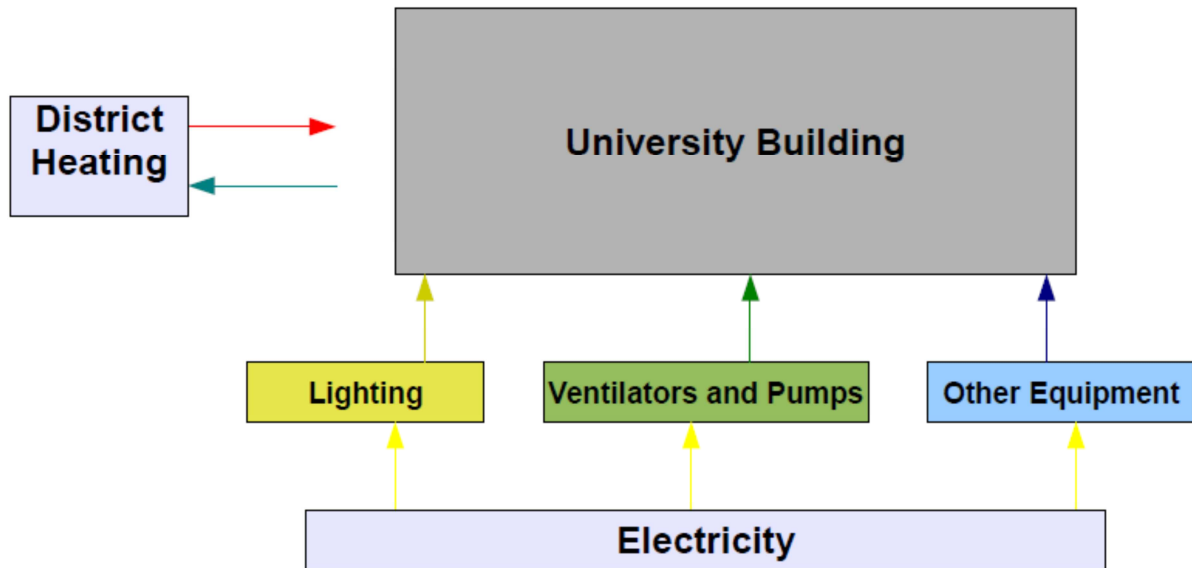 District
Heating
University Building
Lighting
Ventilators and Pumps
Other Equipment
Electricity